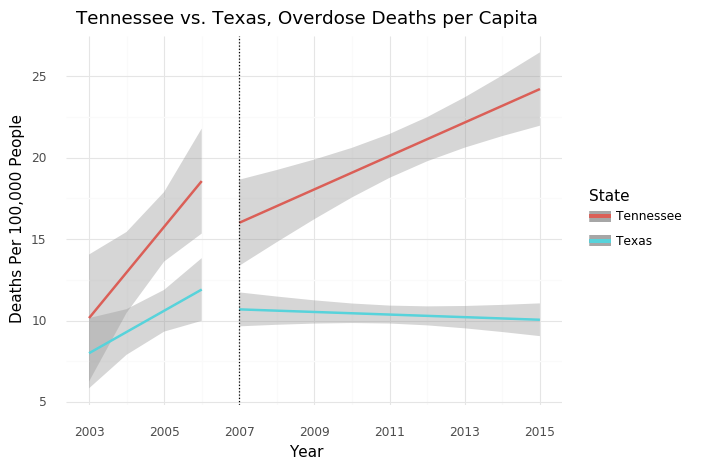 Tennessee vs. Texas, Overdose Deaths per Capita
25
20
15
10
5
Deaths Per 100,000 People
2003 2005 2007 2009 2011 2013 2015
Year
State
Tennessee
Texas